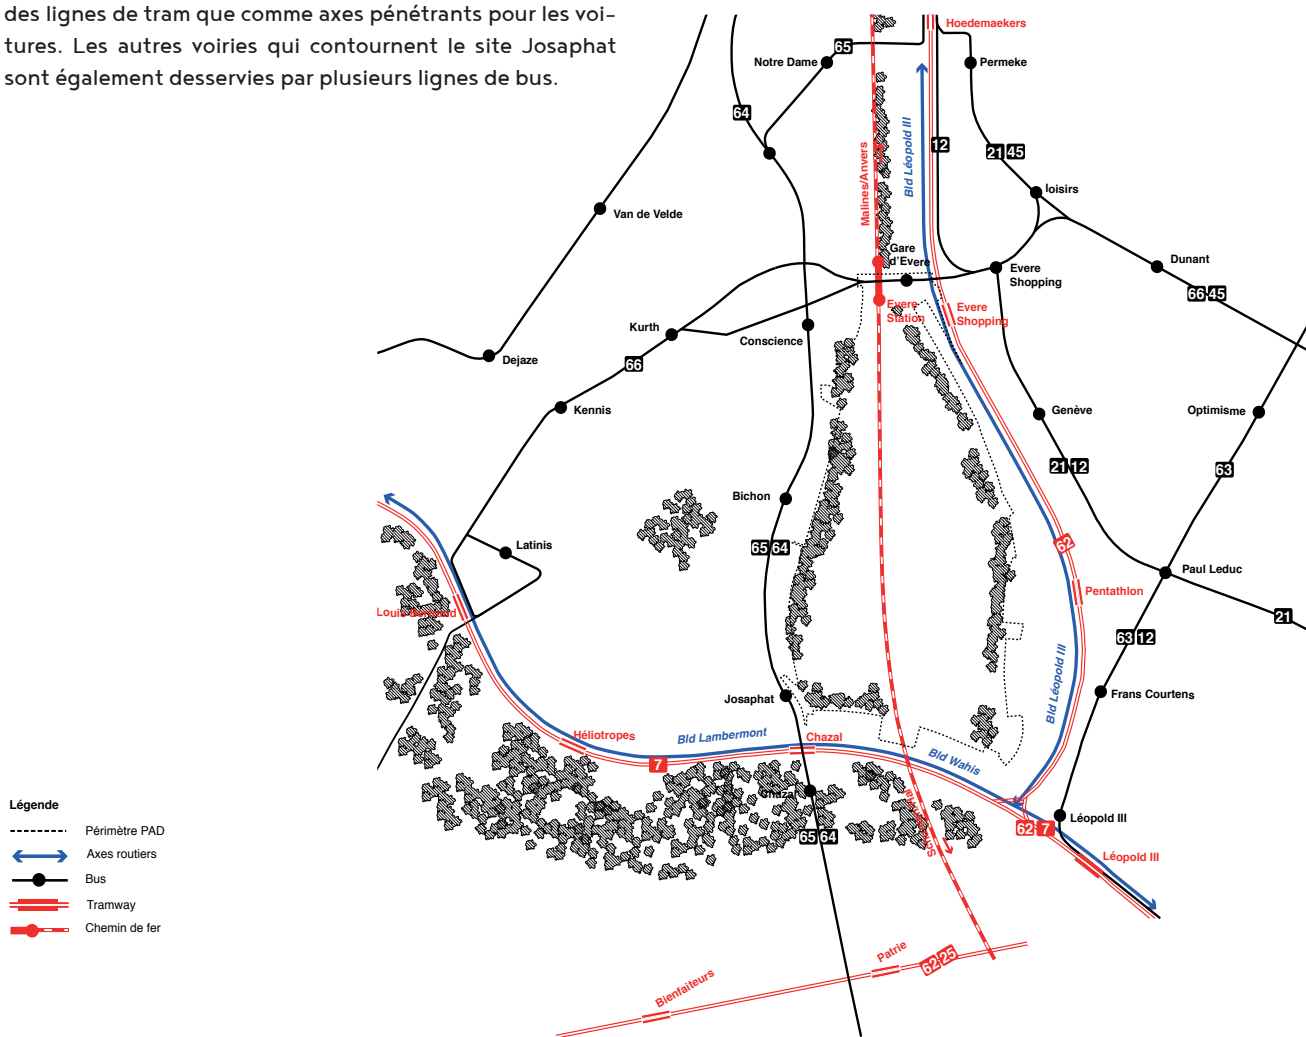 des lignes de tram que comme axes pénétrants pour les voi-
tures. Les autres voiries qui contournent le site Josaphat
sont également desservies par plusieurs lignes de bus.
Hoedemaekers
65
Notre Dame
Permeke
64
Bld Léopold III
12
21 45
Malines/Anvers
loisirs
Van de Velde
Gare
d'Evere
Dunant
Evere
Shopping
66 45
Evere
Station
Evere
Shopping
Kurth
Conscience
Dejaze
66
Kennis
Genève
Optimisme
21 12
63
Bichon
Latinis
65 64
62
Paul Leduc
Pentathlon
Louis Bertrand
21
63 12
Bld Léopold III
Josaphat
Frans Courtens
Héliotropes
Bld Lambermont
Chazal
Bld Wahis
7
Chazal
65 64
62 7
Léopold III
Léopold III
Légende
Périmètre PAD
Axes routiers
Bus
Tramway
Chemin de fer
Patrie
62 25
Bienfaiteurs